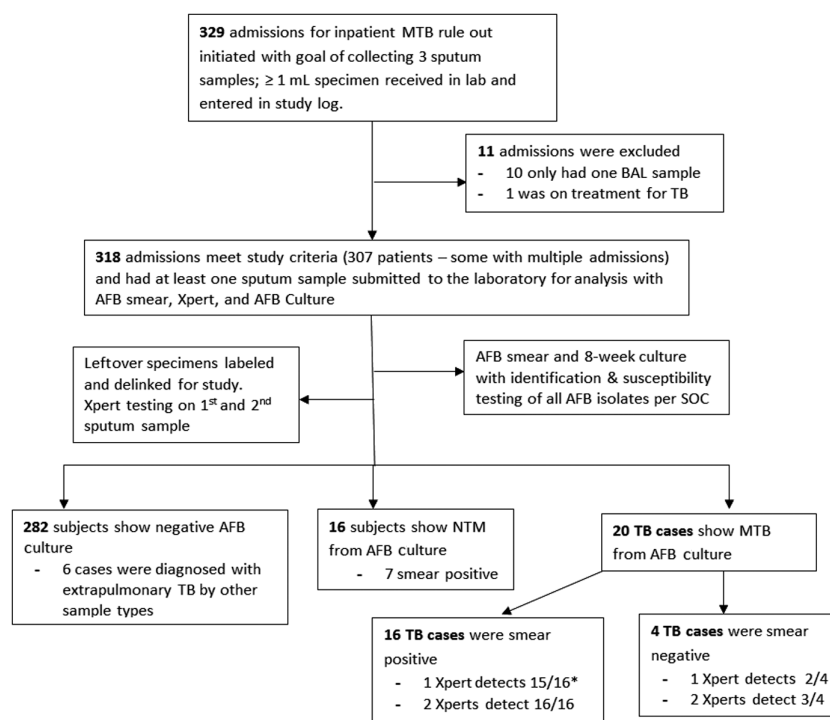 329 admissions for inpatient MTB rule out
initiated with goal of collecting 3 sputum
samples; ≥ 1 mL specimen received in lab and
entered in study log.
11 admissions were excluded
- 10 only had one BAL sample
- 1 was on treatment for TB
318 admissions meet study criteria (307 patients – some with multiple admissions)
and had at least one sputum sample submitted to the laboratory for analysis with
AFB smear, Xpert, and AFB Culture
Leftover specimens labeled
and delinked for study.
Xpert testing on 1st and 2nd
sputum sample
AFB smear and 8-week culture
with identification & susceptibility
testing of all AFB isolates per SOC
282 subjects show negative AFB
culture
- 6 cases were diagnosed with
extrapulmonary TB by other
sample types
16 subjects show NTM
from AFB culture
- 7 smear positive
20 TB cases show MTB
from AFB culture
16 TB cases were smear
positive
- 1 Xpert detects 15/16*
- 2 Xperts detect 16/16
4 TB cases were smear
negative
- 1 Xpert detects 2/4
- 2 Xperts detect 3/4